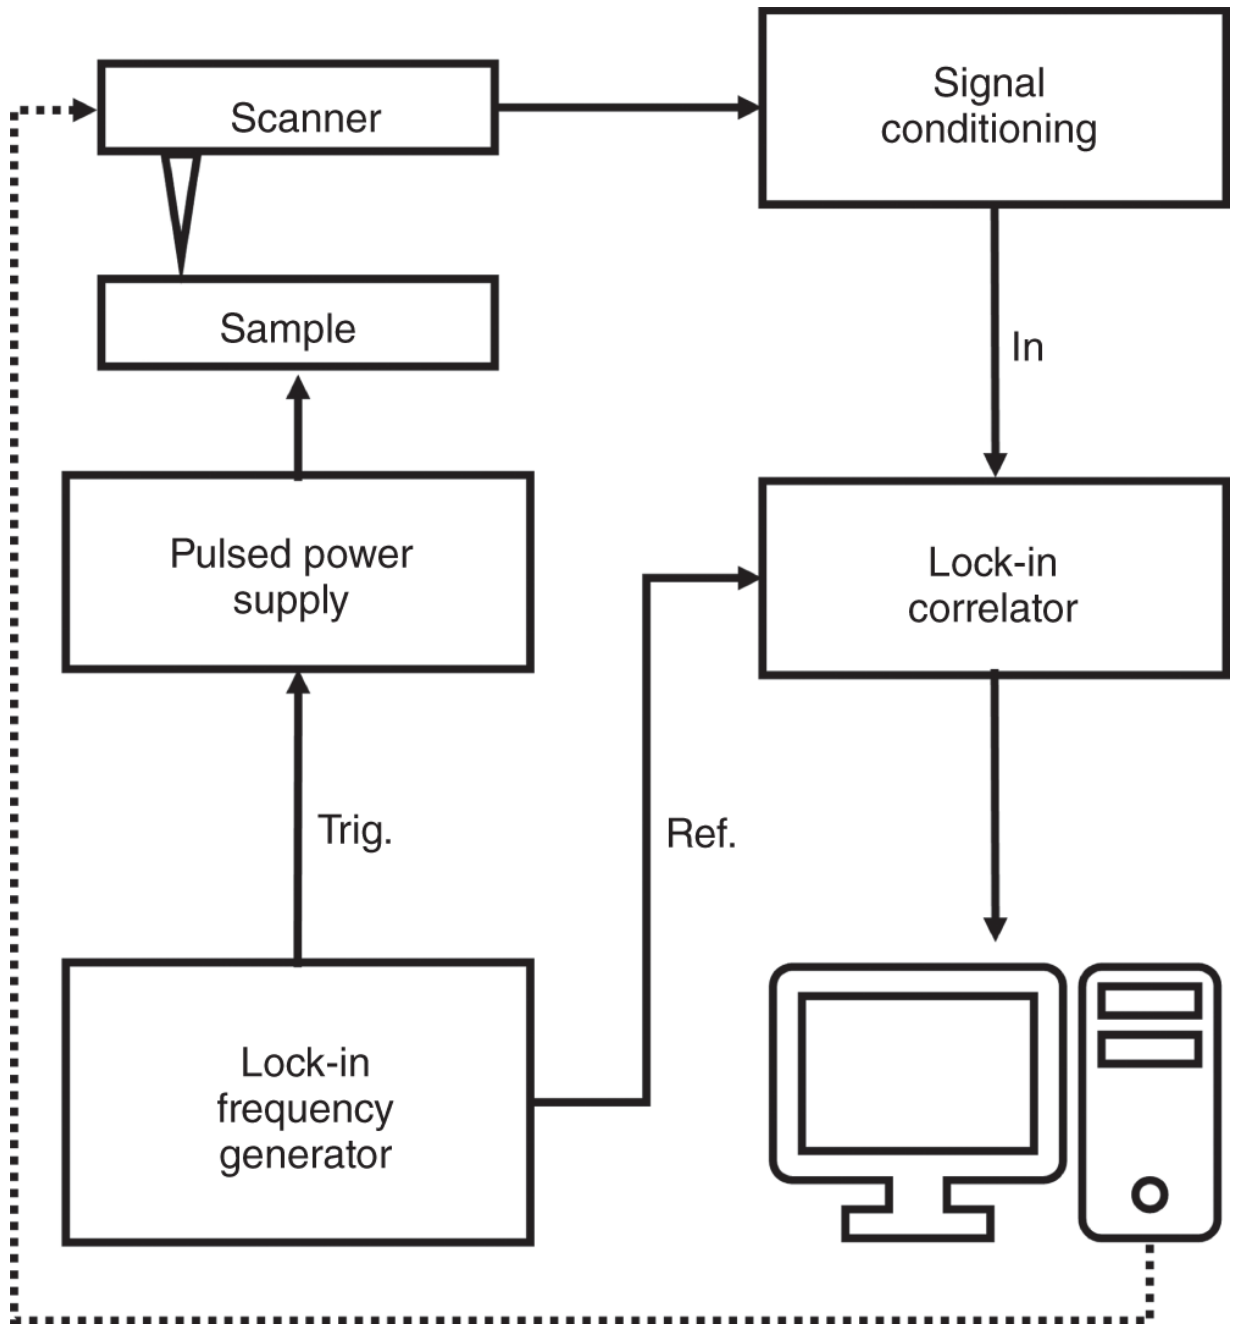 Scanner
Signal
conditioning
Sample
In
Pulsed power
supply
Lock-in
correlator
Trig.
Ref.
Lock-in
frequency
generator